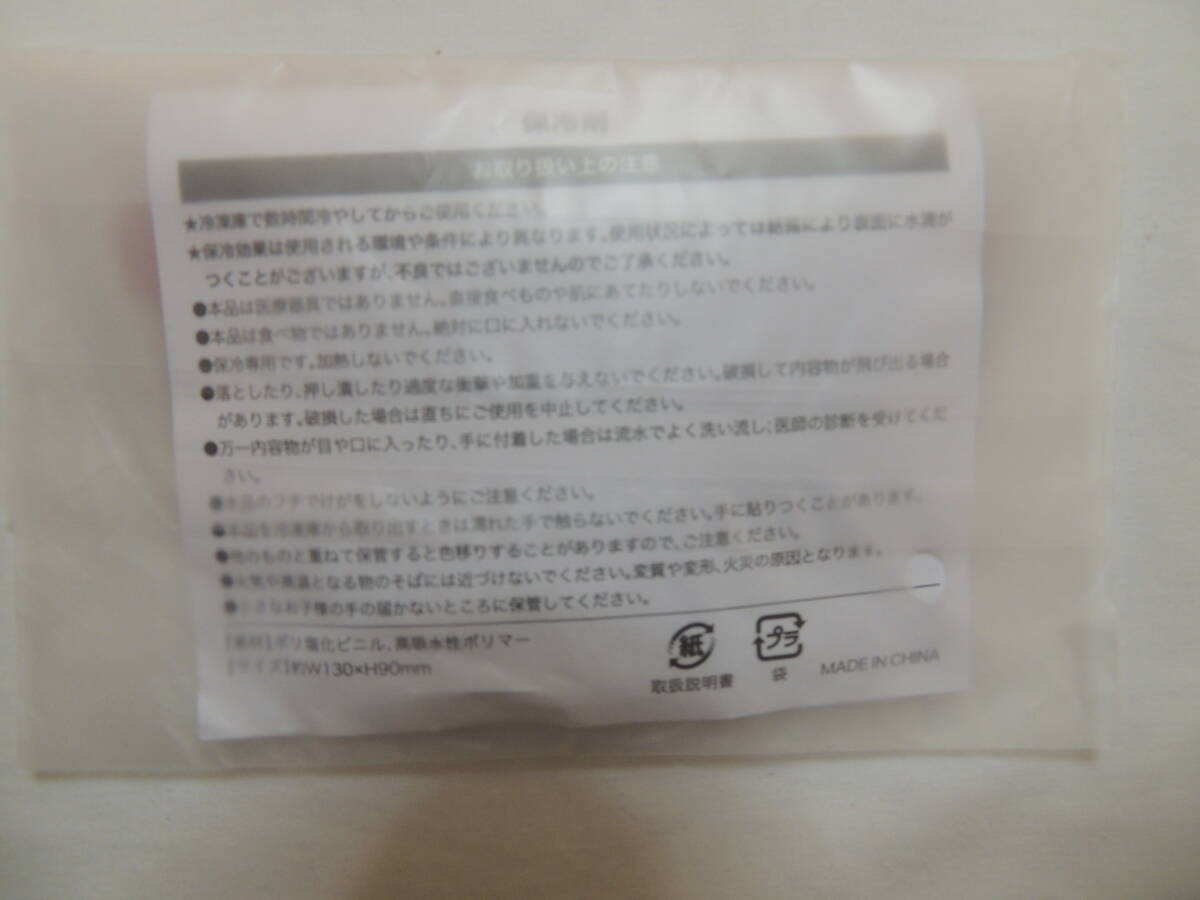 保冷剤
お取り扱い上の注意
★冷凍庫で数時間冷やしてからご使用ください。
★保冷効果は使用される環境や条件により異なります。使用状況によっては結露により表面に水滴が
つくことがございますが、不良ではございませんのでご了承ください。
●本品は医療器具ではありません。直接食べものや肌にあてたりしないでください。
●本品は食べ物ではありません。絶対に口に入れないでください。
●保冷専用です。加熱しないでください。
●落としたり、押し潰したり過度な衝撃や加重を与えないでください。破損して内容物が飛び出る場合
があります。破損した場合は直ちにご使用を中止してください。
●万一内容物が目や口に入ったり、手に付着した場合は流水でよく洗い流し、医師の診断を受けてくだ
さい。
●本品のフチでけがをしないようにご注意ください。
●本品を冷凍庫から取り出すときは濡れた手で触らないでください。手に貼りつくことがあります。
●他のものと重ねて保管すると色移りすることがありますので、ご注意ください。
●火気や高温となる物のそばには近づけないでください。変質や変形、火災の原因となります。
●小さなお子様の手の届かないところに保管してください。
【素材】ポリ塩化ビニル、高吸水性ポリマー
【サイズ】約W130×H90mm
紙
取扱説明書
プラ
袋
MADE IN CHINA